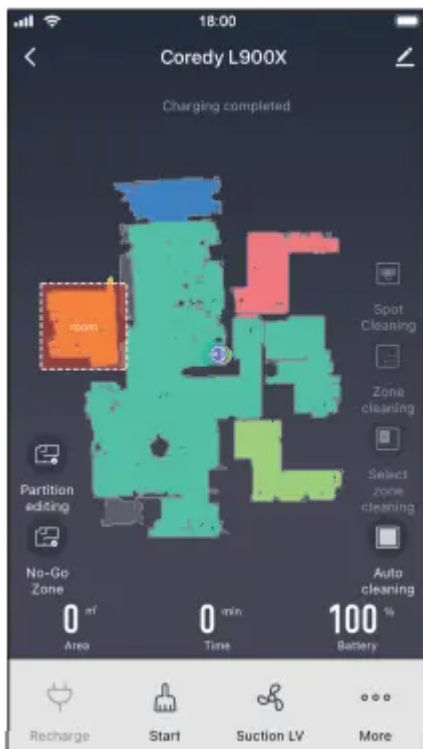 18:00
Coredy L900X
Charging completed
room
Spot
Cleaning
Zone
cleaning
Select
zone
cleaning
Auto
cleaning
Partition
editing
No-Go
Zone
0 ㎡
Area
0 min
Time
100 %
Battery
Recharge
Start
Suction LV
More